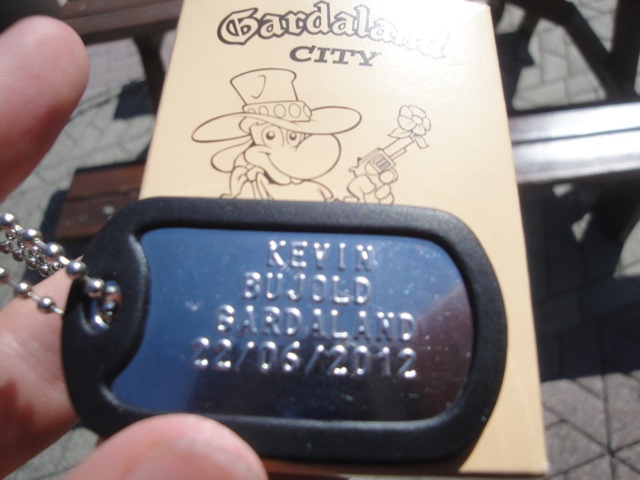 Gardaland
CITY
KEVIN
BUJOLD
GARDALAND
22/06/2012